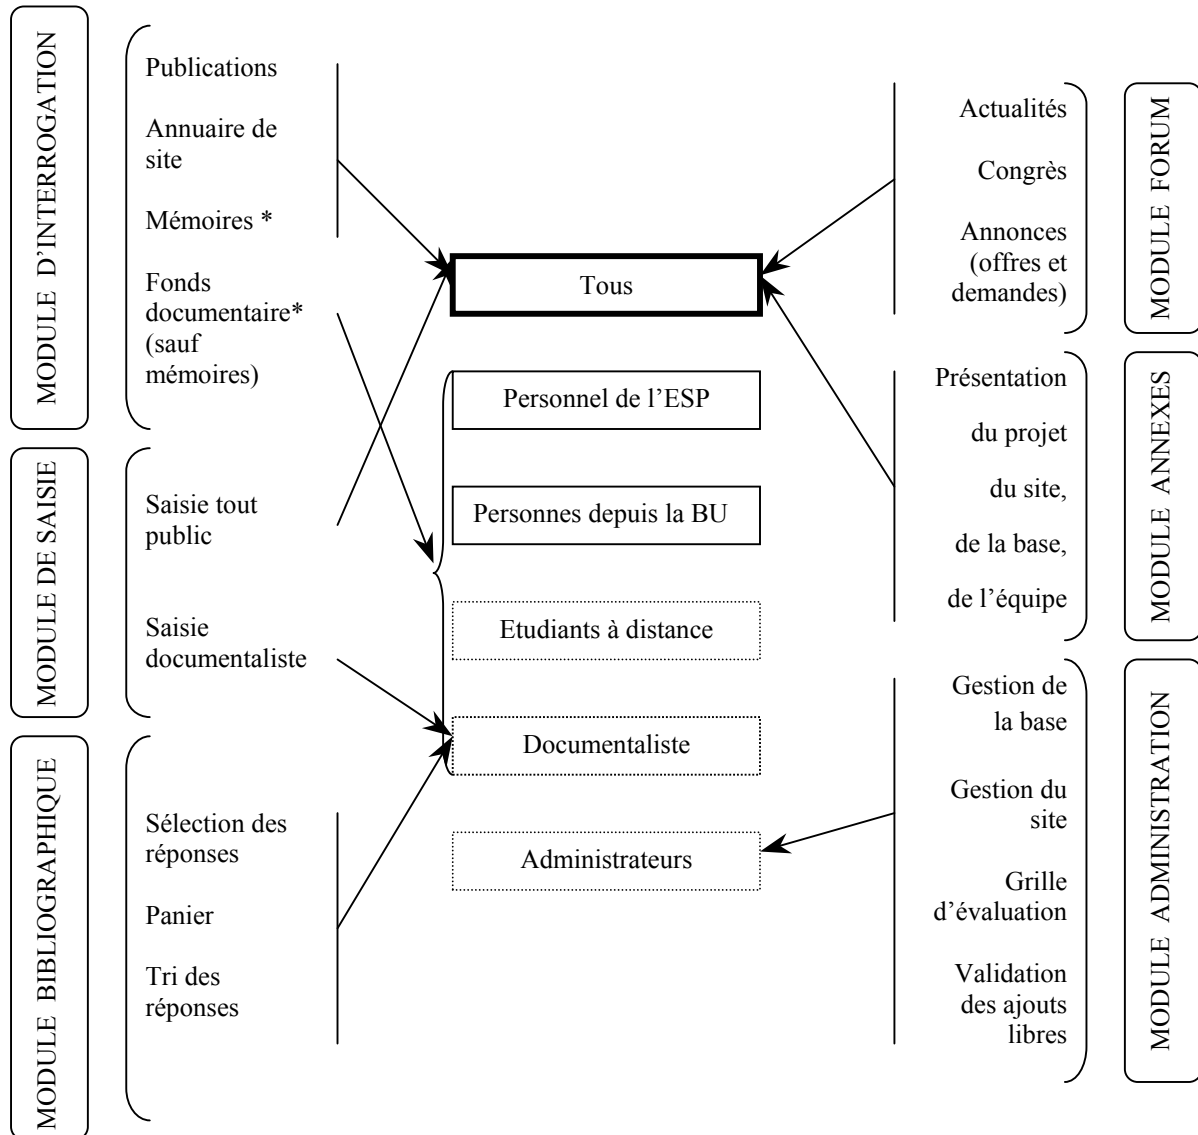 MODULE D’INTERROGATION
Publications
Annuaire de
site
Mémoires *
Fonds
documentaire*
(sauf
mémoires)
MODULE DE SAISIE
Saisie tout
public
Saisie
documentaliste
MODULE BIBLIOGRAPHIQUE
Sélection des
réponses
Panier
Tri des
réponses
Tous
Personnel de l’ESP
Personnes depuis la BU
Etudiants à distance
Documentaliste
Administrateurs
Actualités
Congrès
Annonces
(offres et
demandes)
MODULE FORUM
Présentation
du projet
du site,
de la base,
de l’équipe
MODULE ANNEXES
Gestion de
la base
Gestion du
site
Grille
d’évaluation
Validation
des ajouts
libres
MODULE ADMINISTRATION